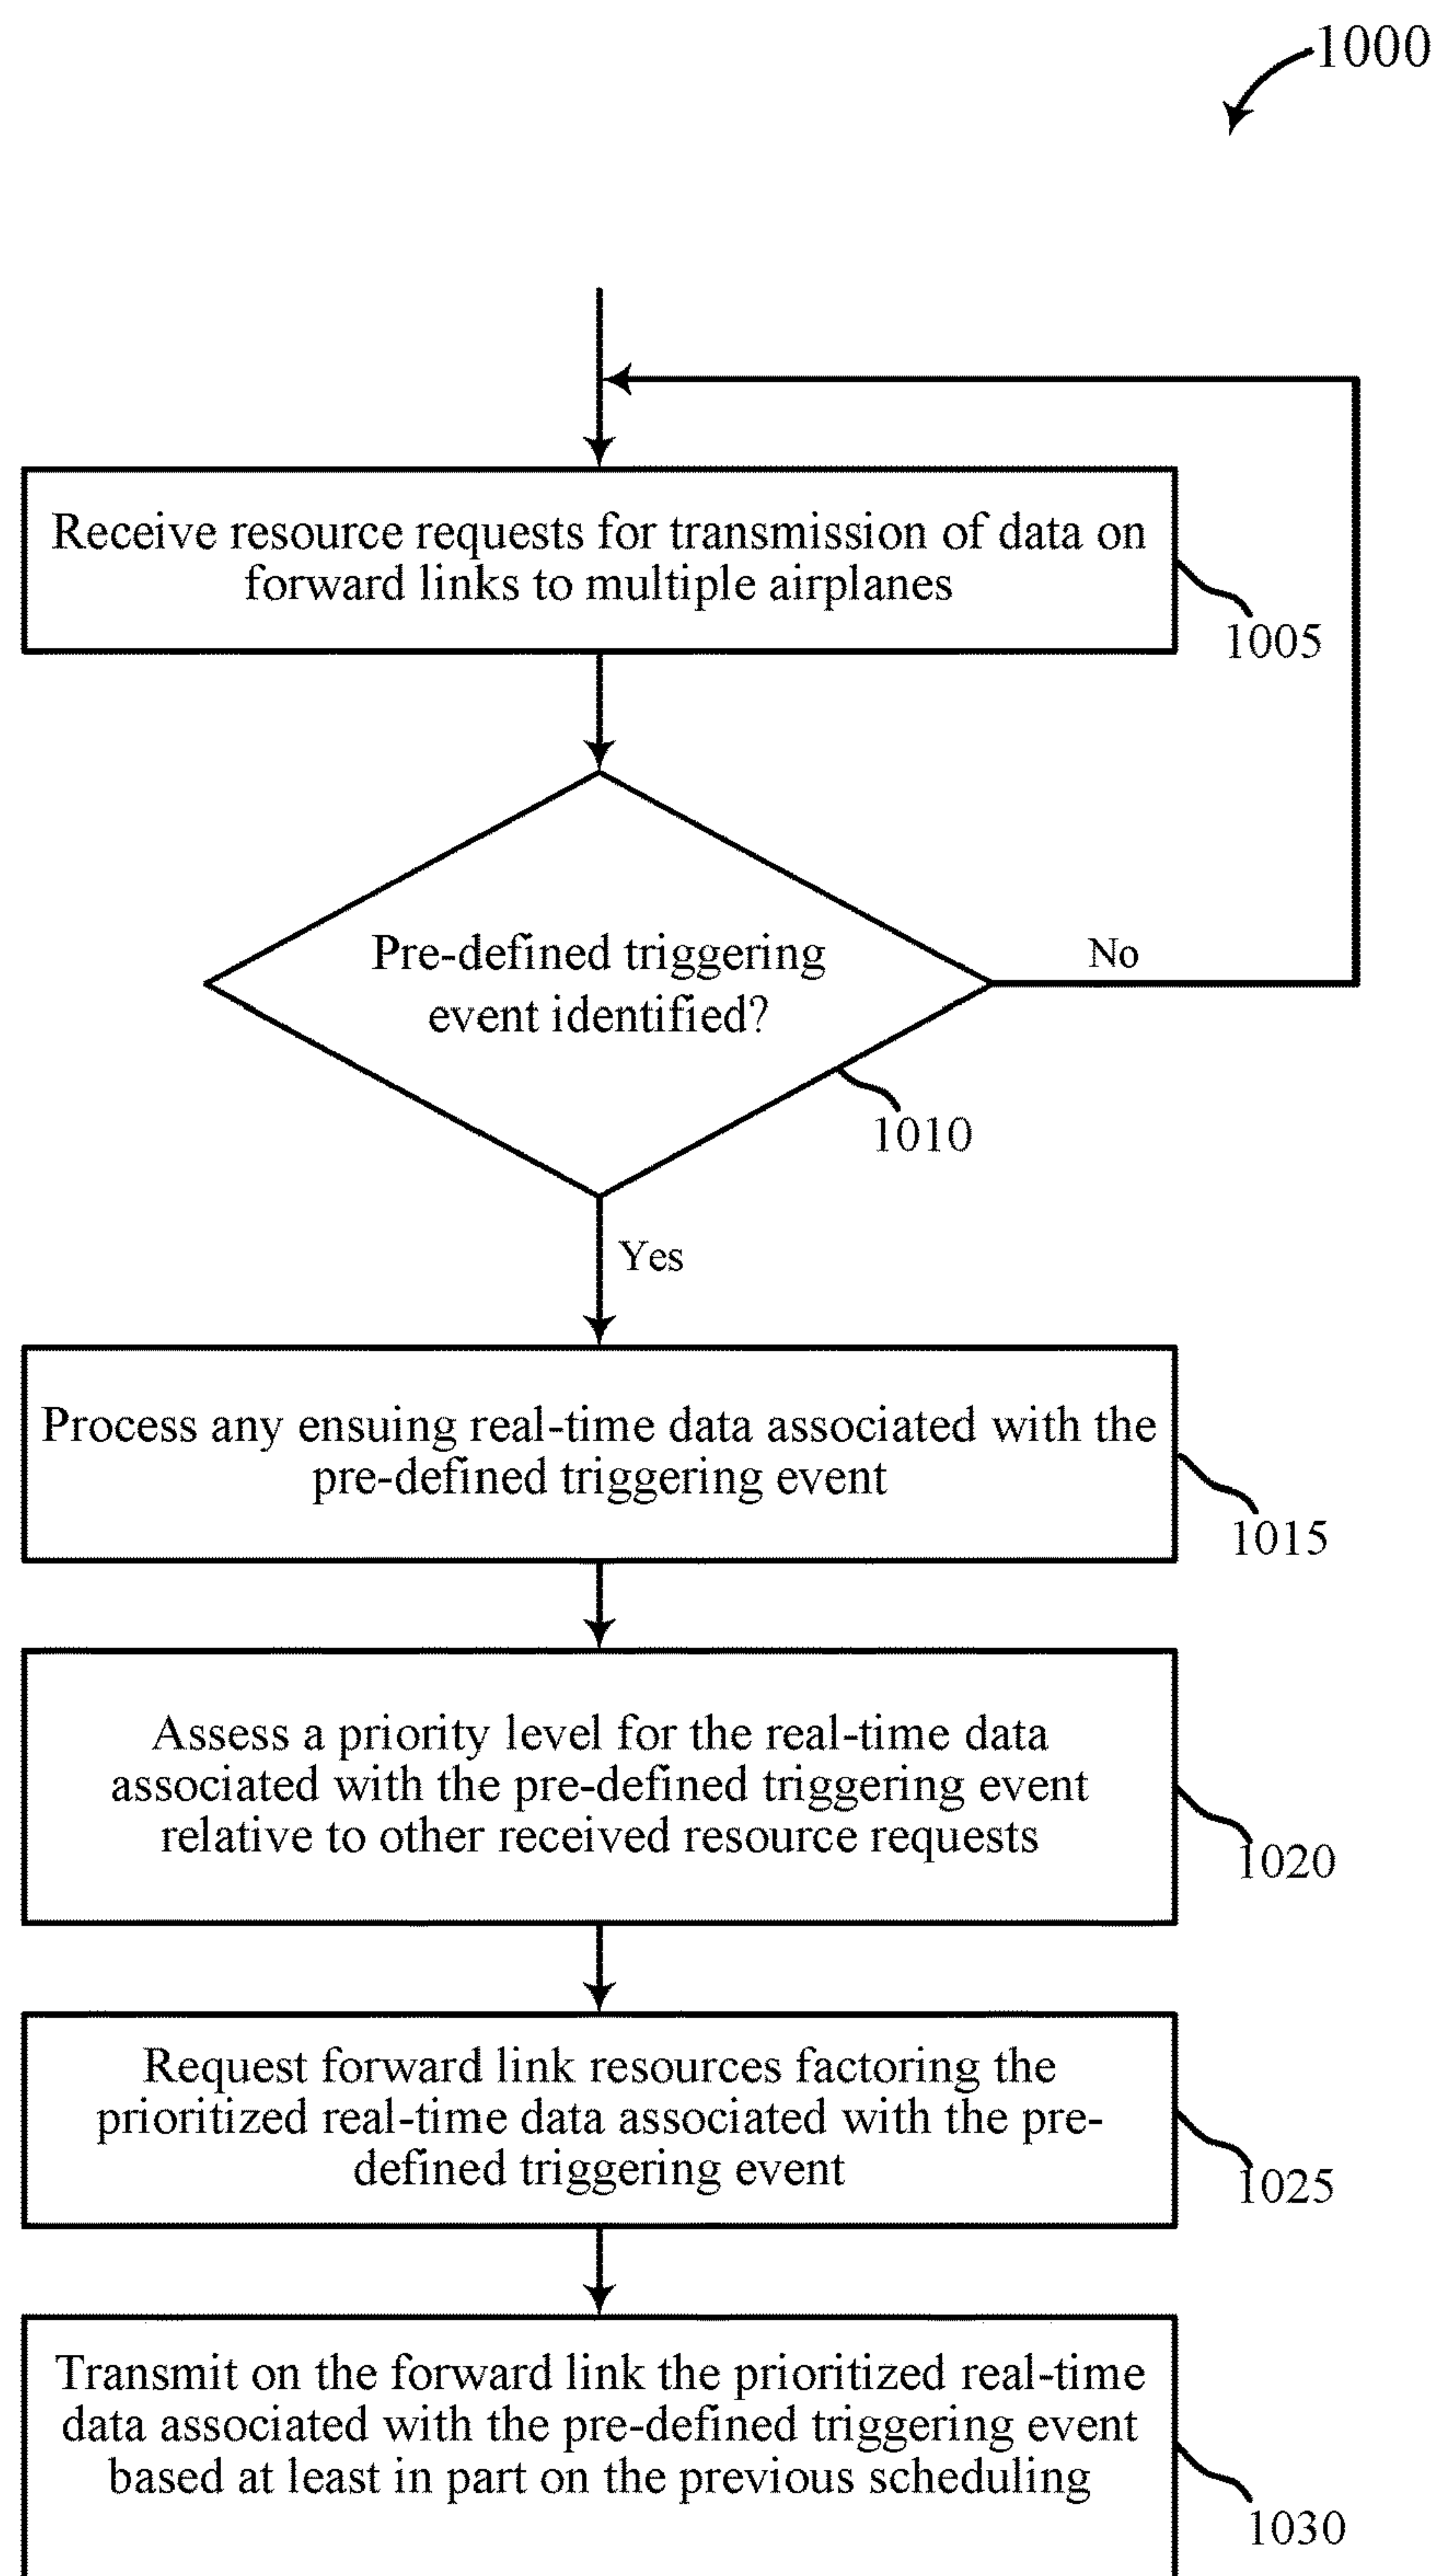 1000
Receive resource requests for transmission of data on
forward links to multiple airplanes
1005
Pre-defined triggering
event identified?
No
1010
Yes
Process any ensuing real-time data associated with the
pre-defined triggering event
1015
Assess a priority level for the real-time data
associated with the pre-defined triggering event
relative to other received resource requests
1020
Request forward link resources factoring the
prioritized real-time data associated with the pre-
defined triggering event
1025
Transmit on the forward link the prioritized real-time
data associated with the pre-defined triggering event
based at least in part on the previous scheduling
1030